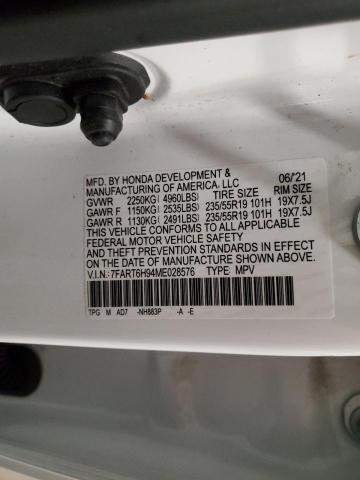 MFD. BY HONDA DEVELOPMENT & 06/21
MANUFACTURING OF AMERICA, LLC
GVWR 2250KG( 4960LBS) TIRE SIZE RIM SIZE
GAWR F 1150KG( 2535LBS) 235/55R19 101H 19X7.5J
GAWR R 1130KG( 2491LBS) 235/55R19 101H 19X7.5J
THIS VEHICLE CONFORMS TO ALL APPLICABLE
FEDERAL MOTOR VEHICLE SAFETY, BUMPER,
AND THEFT PREVENTION STANDARDS IN EFFECT
ON THE DATE OF MANUFACTURE SHOWN ABOVE.
V.I.N.:7FART6H94ME028576 TYPE: MPV
TPG M AD7 -NH883P -A -E